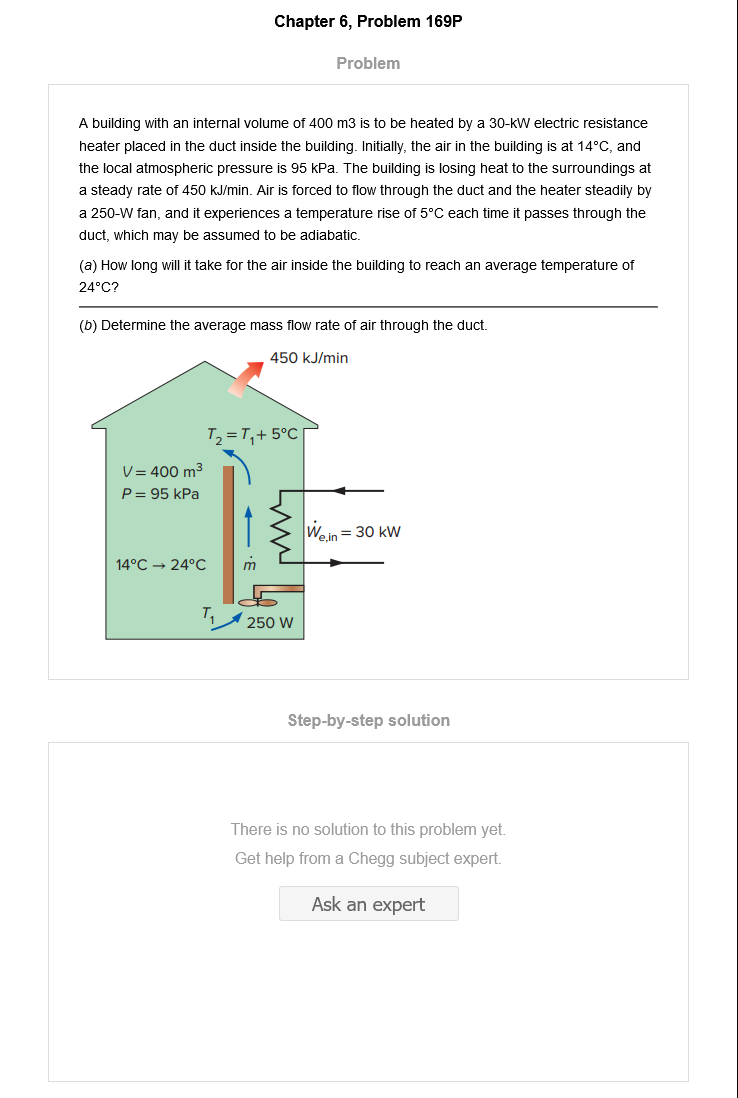 Chapter 6, Problem 169P
Problem
A building with an internal volume of 400 m3 is to be heated by a 30-kW electric resistance
heater placed in the duct inside the building. Initially, the air in the building is at 14°C, and
the local atmospheric pressure is 95 kPa. The building is losing heat to the surroundings at
a steady rate of 450 kJ/min. Air is forced to flow through the duct and the heater steadily by
a 250-W fan, and it experiences a temperature rise of 5°C each time it passes through the
duct, which may be assumed to be adiabatic.
(a) How long will it take for the air inside the building to reach an average temperature of
24°C?
(b) Determine the average mass flow rate of air through the duct.
450 kJ/min
T₂ = T₁ + 5°C
V = 400 m³
P = 95 kPa
Ẇe,in = 30 kW
14°C → 24°C
ṁ
T₁
250 W
Step-by-step solution
There is no solution to this problem yet.
Get help from a Chegg subject expert.
Ask an expert